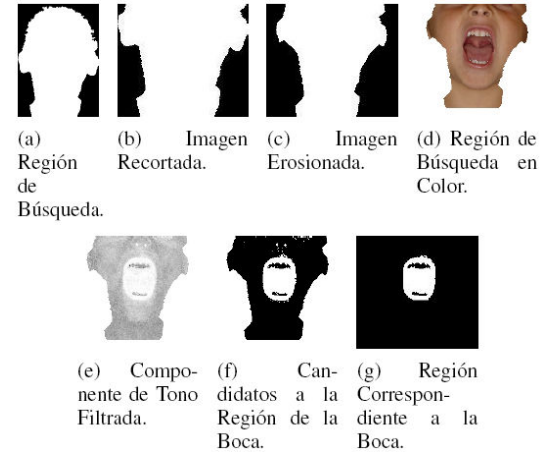 (a)
Región
de
Búsqueda.
(b) Imagen
Recortada.
(c) Imagen
Erosionada.
(d) Región de
Búsqueda en
Color.
(e) Compo-
nente de Tono
Filtrada.
(f) Can-
didatos a la
Región de la
Boca.
(g) Región
Correspon-
diente a la
Boca.